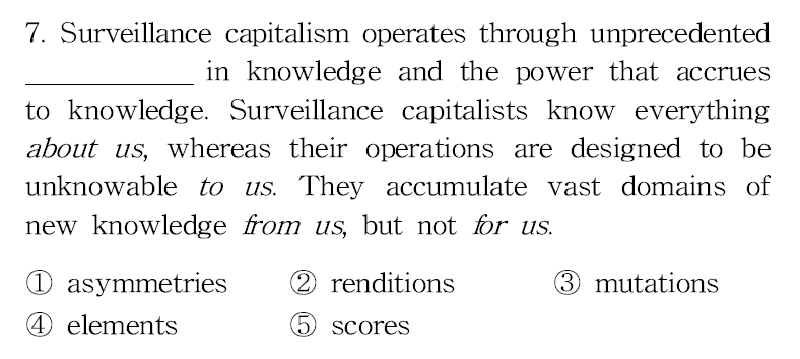 7. Surveillance capitalism operates through unprecedented
____________ in knowledge and the power that accrues
to knowledge. Surveillance capitalists know everything
about us, whereas their operations are designed to be
unknowable to us. They accumulate vast domains of
new knowledge from us, but not for us.
① asymmetries ② renditions ③ mutations
④ elements ⑤ scores